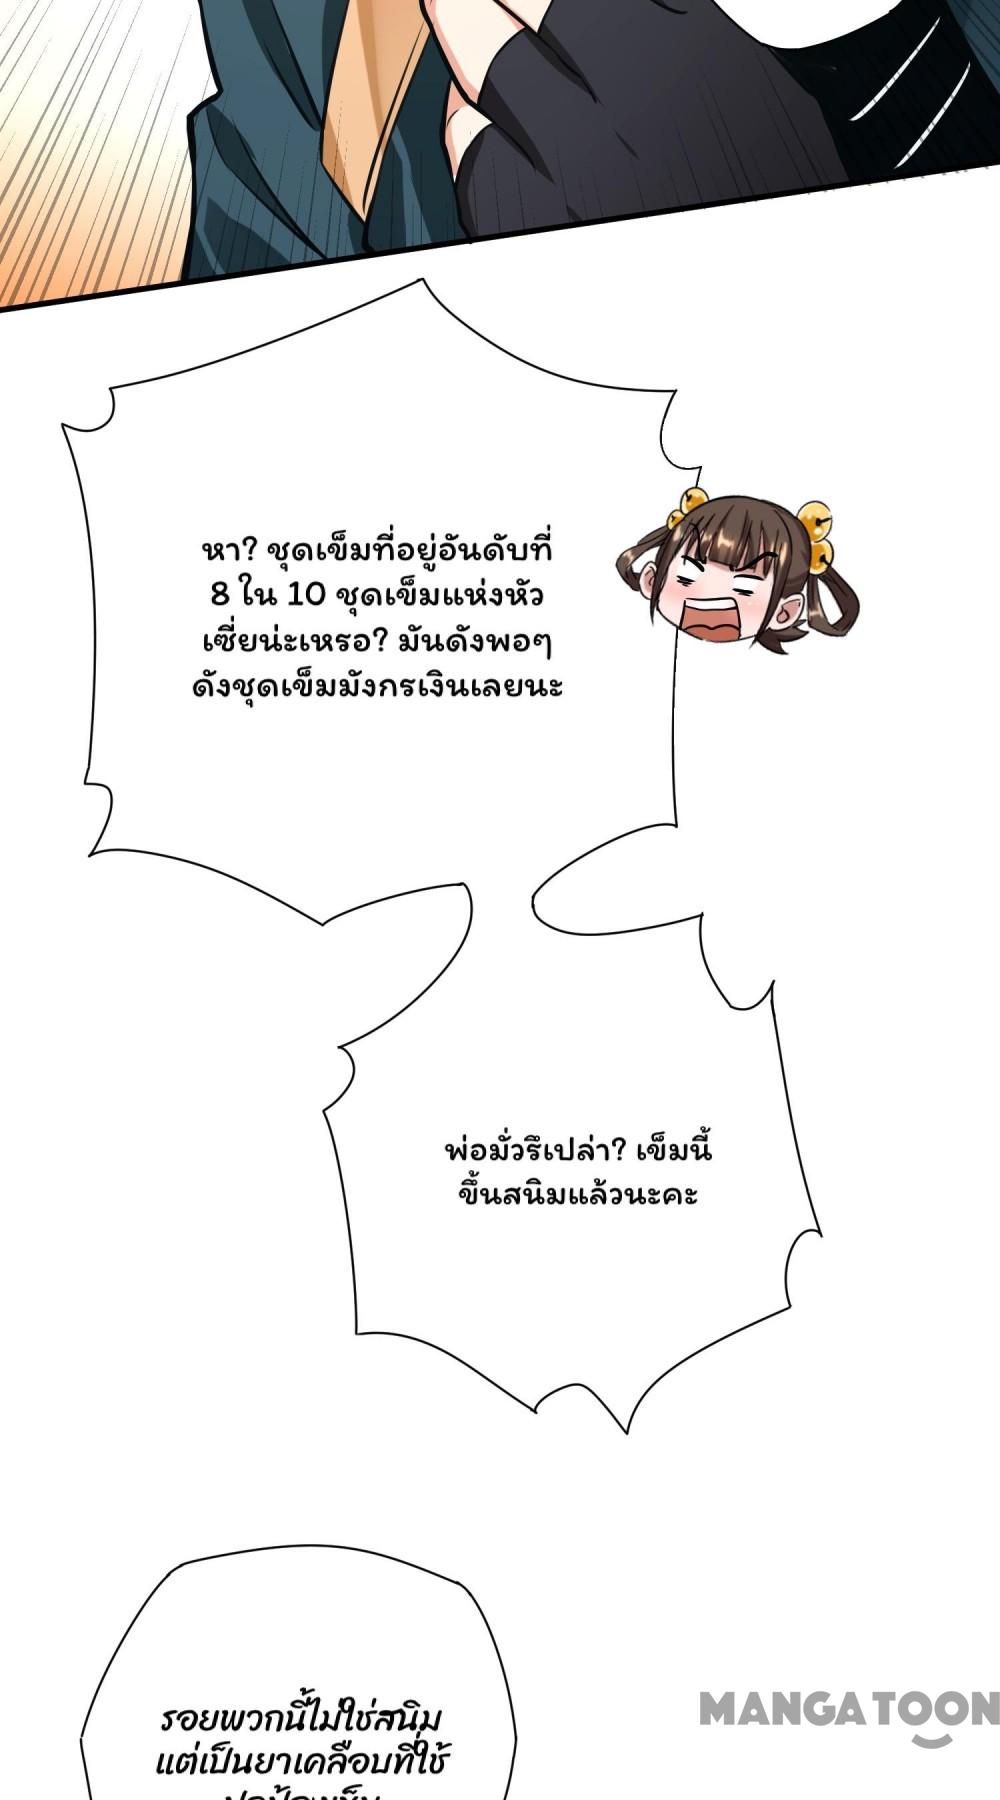 หา? ชุดเข็มที่อยู่อันดับที่
8 ใน 10 ชุดเข็มแห่งหัว
เซี่ยน่ะเหรอ? มันดังพอๆ
ดังชุดเข็มมังกรเงินเลยนะ
พ่อมั่วรึเปล่า? เข็มนี้
ขึ้นสนิมแล้วนะคะ
รอยพวกนี้ไม่ใช่สนิม
แต่เป็นยาเคลือบที่ใช้
MANGATOON